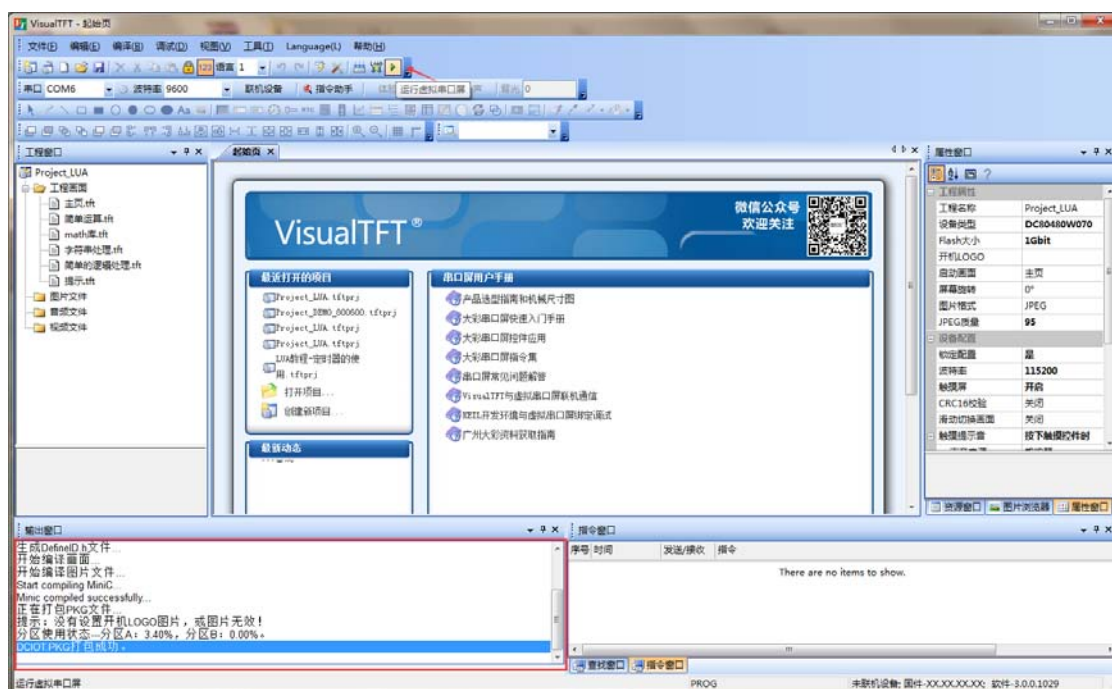 VisualTFT - 起始页
文件(F) 编辑(E) 编译(B) 调试(D) 视图(V) 工具(T) Language(L) 帮助(H)
语言 1
串口 COM6 波特率 9600 联机设备 指令助手 运行虚拟串口屏 背光 0
工程窗口
Project_LUA
工程画面
主页.tft
简单运算.tft
math库.tft
字符串处理.tft
简单的逻辑处理.tft
提示.tft
图片文件
音频文件
视频文件
起始页
VisualTFT®
微信公众号
欢迎关注
最近打开的项目
Project_LUA.tftprj
Project_DEMO_000600.tftprj
Project_LUA.tftprj
Project_LUA.tftprj
LUA教程-定时器的使
用.tftprj
打开项目...
创建新项目...
最新动态
串口屏用户手册
产品选型指南和机械尺寸图
大彩串口屏快速入门手册
大彩串口屏控件应用
大彩串口屏指令集
串口屏常见问题解答
VisualTFT与虚拟串口屏联机通信
KEIL开发环境与虚拟串口屏绑定调试
广州大彩资料获取指南
属性窗口
工程属性
工程名称 Project_LUA
设备类型 DC80480W070
Flash大小 1Gbit
开机LOGO
启动画面 主页
屏幕旋转 0°
图片格式 JPEG
JPEG质量 95
设备配置
锁定配置 是
波特率 115200
触摸屏 开启
CRC16校验 关闭
滑动切换画面 关闭
触摸提示音 按下触摸控件时
资源窗口 图片浏览器 属性窗口
输出窗口
生成DefineID.h文件...
开始编译画面...
开始编译图片文件...
Start compiling MiniC...
Minic compiled successfully...
正在打包PKG文件...
提示：没有设置开机LOGO图片，或图片无效！
分区使用状态---分区A：3.40%，分区B：0.00%。
DCIOT.PKG打包成功。
指令窗口
序号 时间 发送/接收 指令
There are no items to show.
查找窗口 指令窗口
运行虚拟串口屏 PROG 未联机设备; 固件-XX.XX.XX.XX; 软件-3.0.0.1029